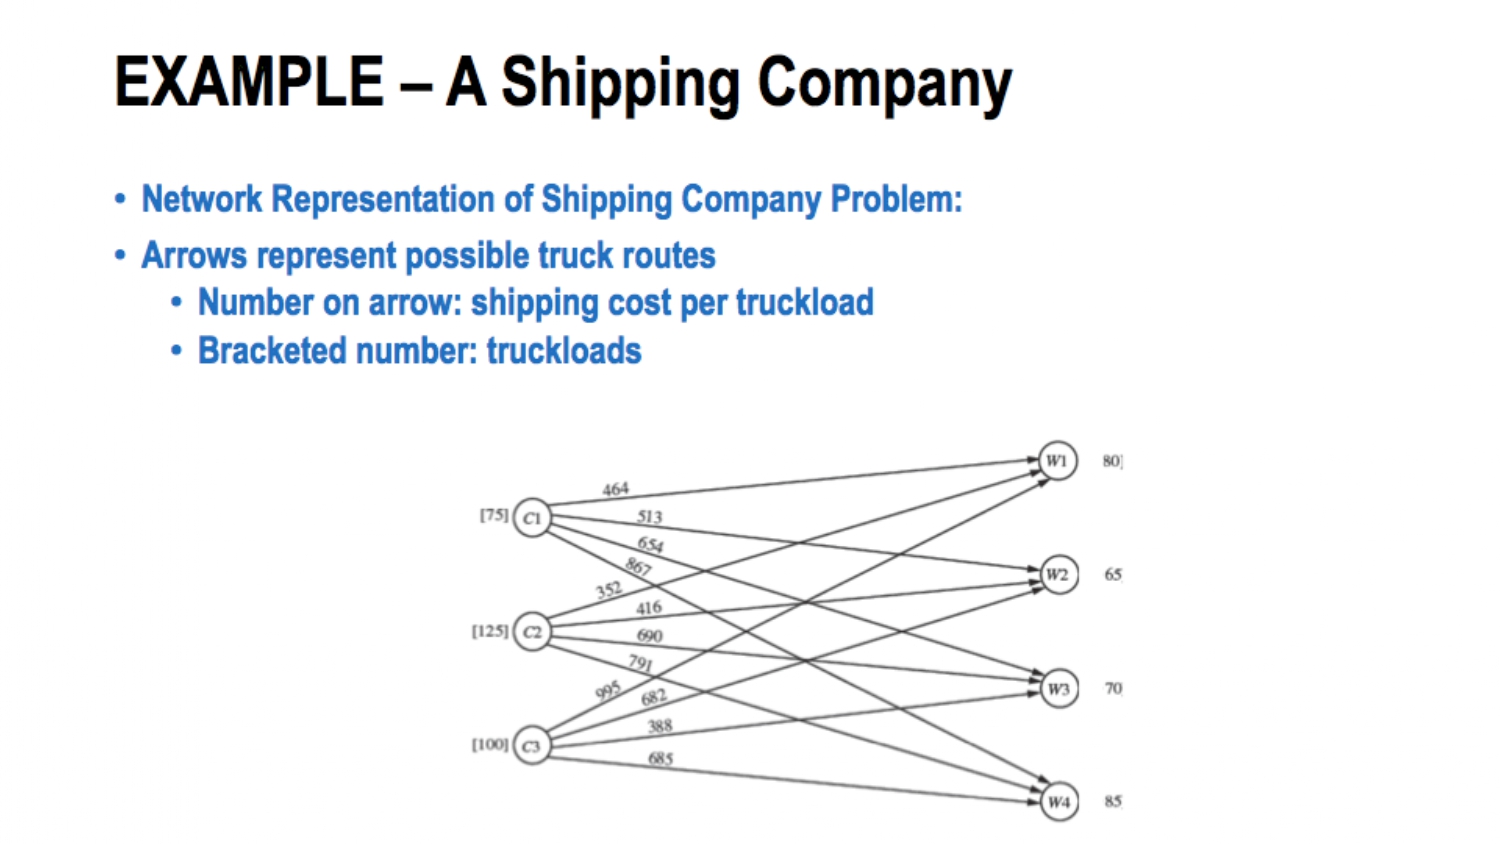 EXAMPLE – A Shipping Company
• Network Representation of Shipping Company Problem:
• Arrows represent possible truck routes
• Number on arrow: shipping cost per truckload
• Bracketed number: truckloads
W1
80]
464
[75]
C1
513
654
867
W2
65
352
416
[125]
C2
690
791
995
682
W3
70
388
[100]
C3
685
W4
85